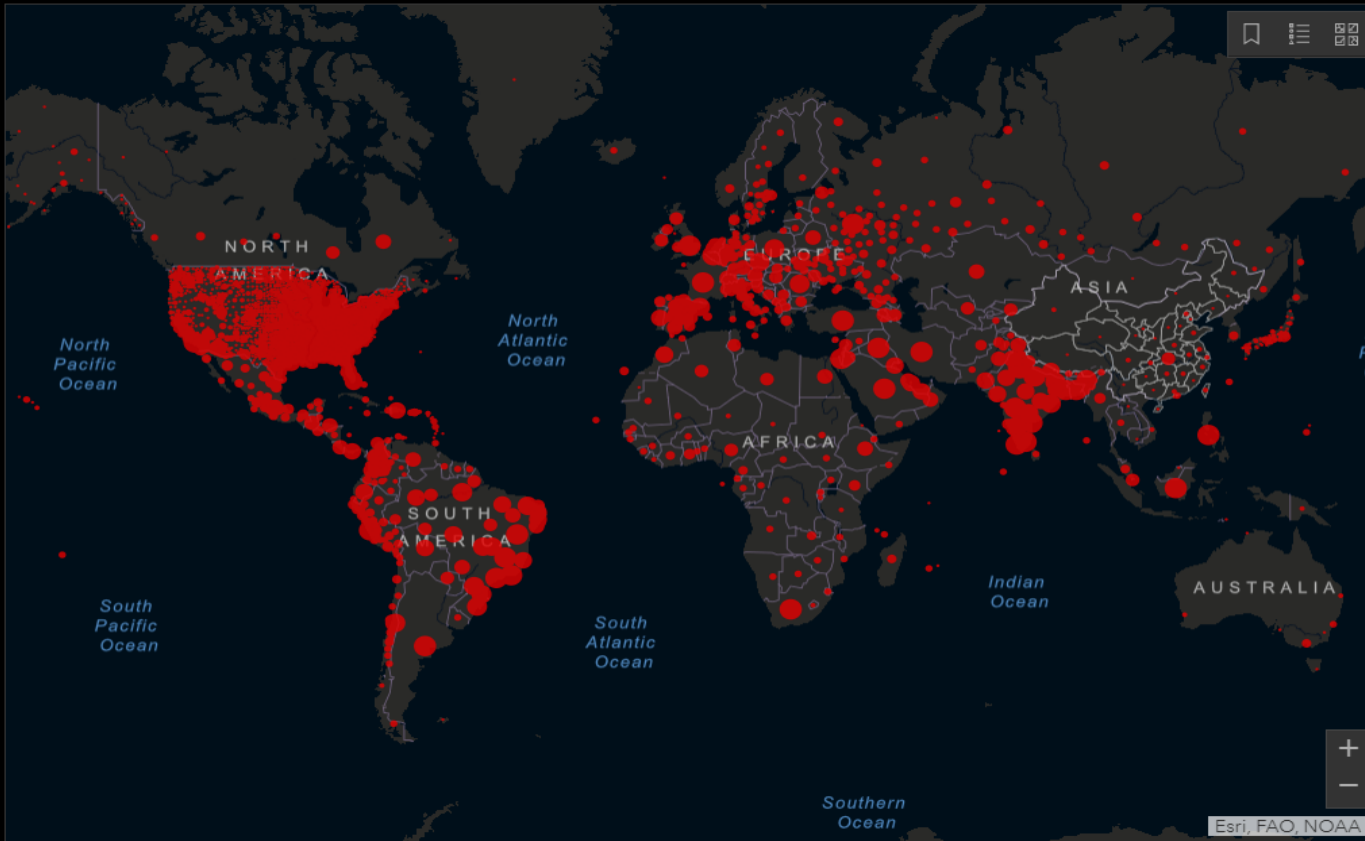 NORTH
AMERICA
EUROPE
ASIA
North
Atlantic
Ocean
North
Pacific
Ocean
AFRICA
SOUTH
AMERICA
Indian
Ocean
AUSTRALIA
South
Pacific
Ocean
South
Atlantic
Ocean
Southern
Ocean
Esri, FAO, NOAA